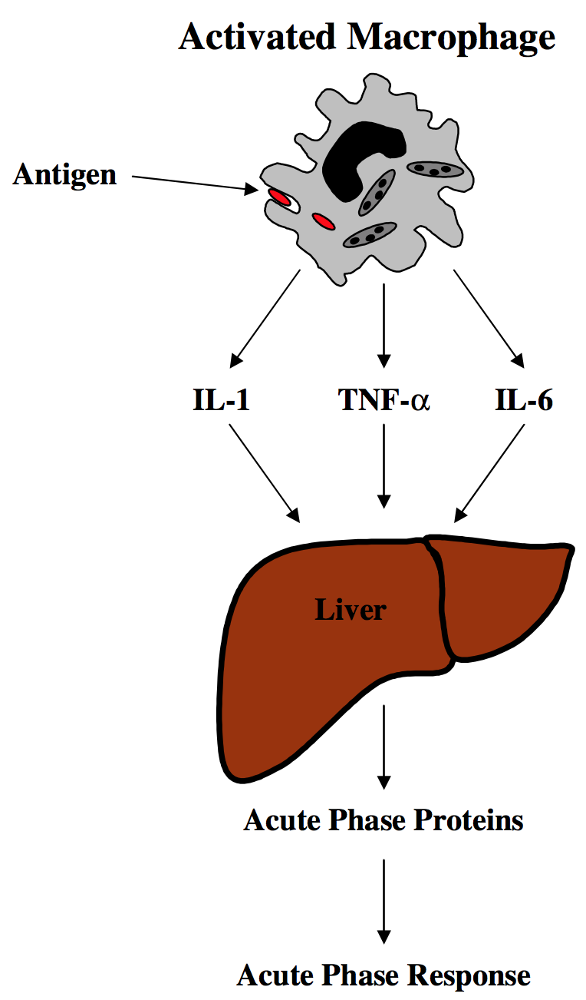 Activated Macrophage
Antigen
IL-1 TNF-α IL-6
Liver
Acute Phase Proteins
Acute Phase Response